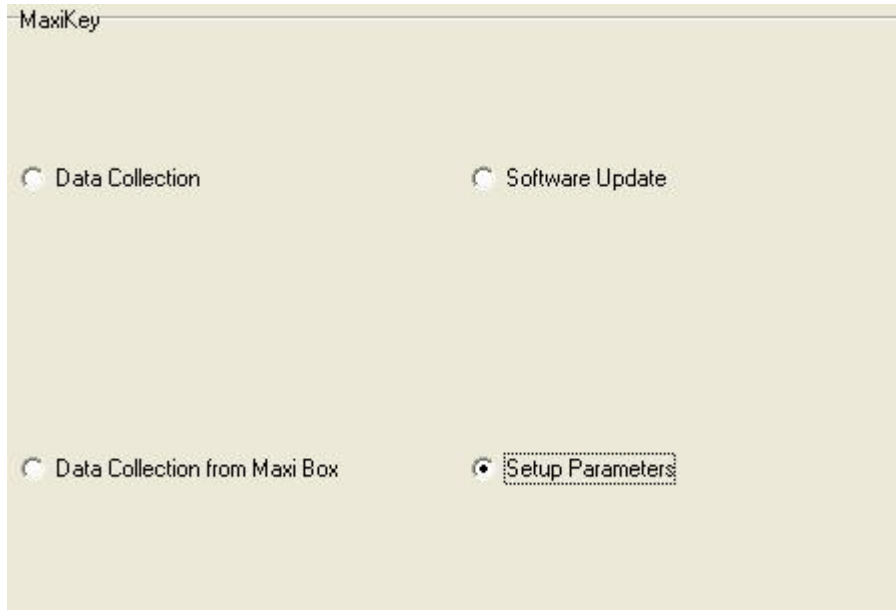 MaxiKey
Data Collection
Software Update
Data Collection from Maxi Box
Setup Parameters